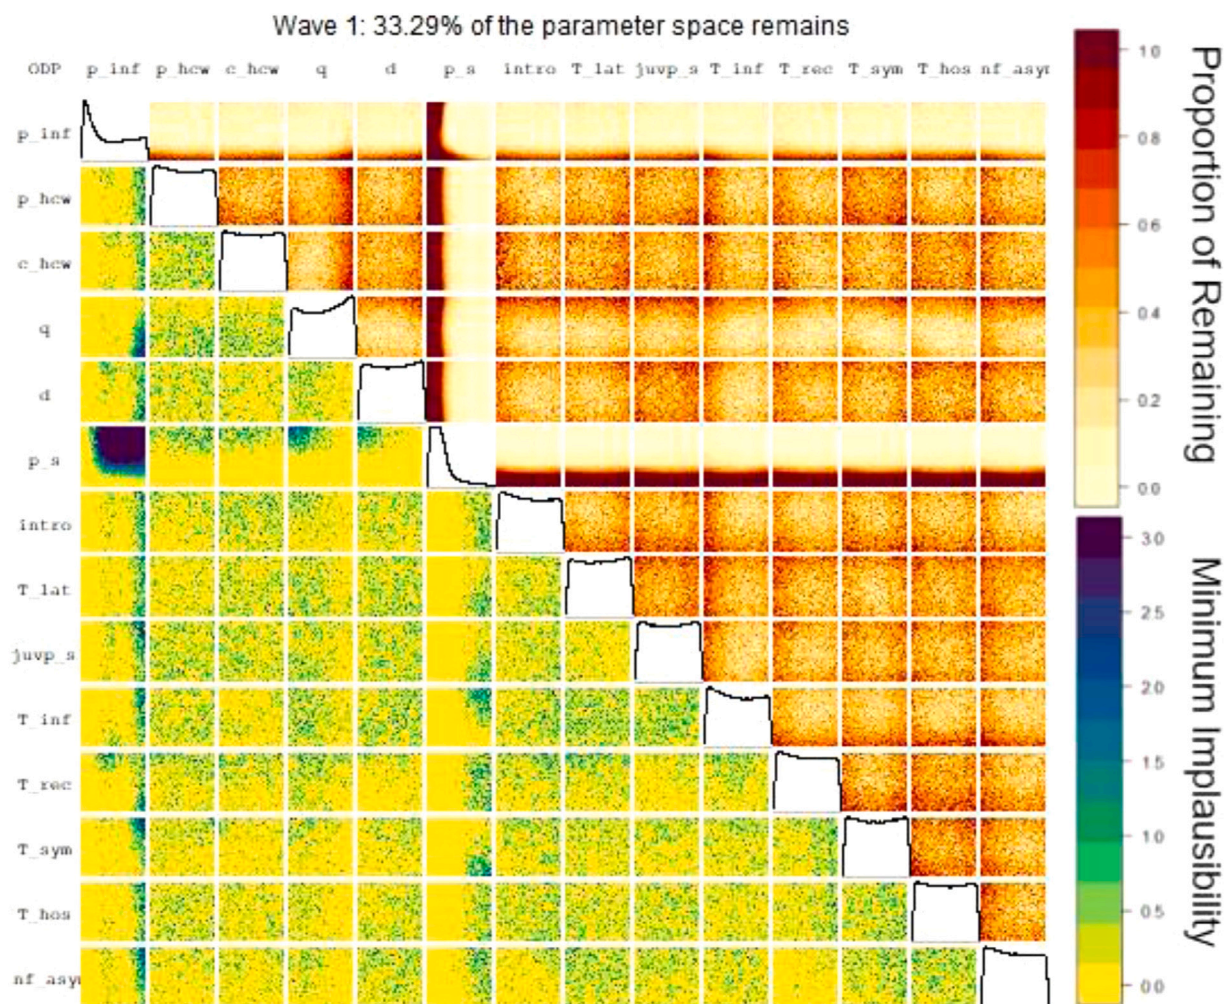 Wave 1: 33.29% of the parameter space remains
ODP p_inf p_hcw c_hcw q d p_s intro T_lat juvp_s T_inf T_rec T_sym T_hos nf_asyr
p_inf
p_hcw
c_hcw
q
d
p_s
intro
T_lat
juvp_s
T_inf
T_rec
T_sym
T_hos
nf_asyı
1.0
0.8
0.6
0.4
0.2
0.0
Proportion of Remaining
3.0
2.5
2.0
1.5
1.0
0.5
0.0
Minimum Implausibility